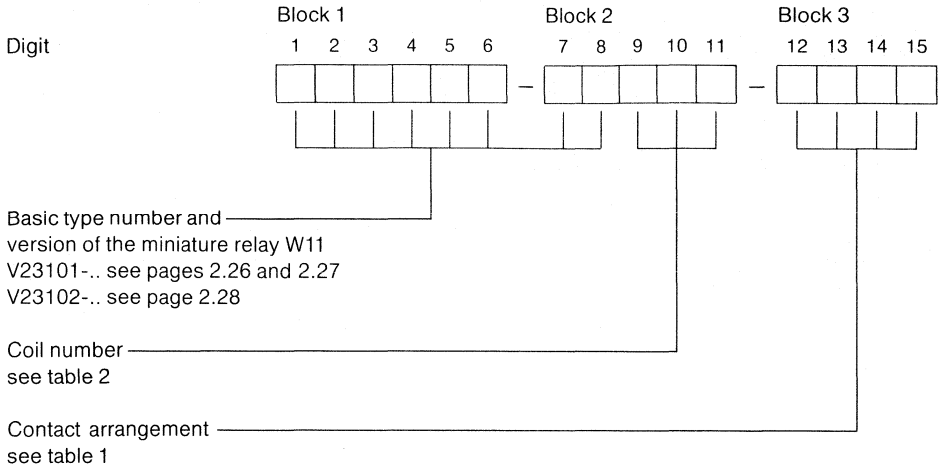 Block 1 Block 2 Block 3
Digit 1 2 3 4 5 6 7 8 9 10 11 12 13 14 15
– –
Basic type number and
version of the miniature relay W11
V23101-.. see pages 2.26 and 2.27
V23102-.. see page 2.28
Coil number
see table 2
Contact arrangement
see table 1